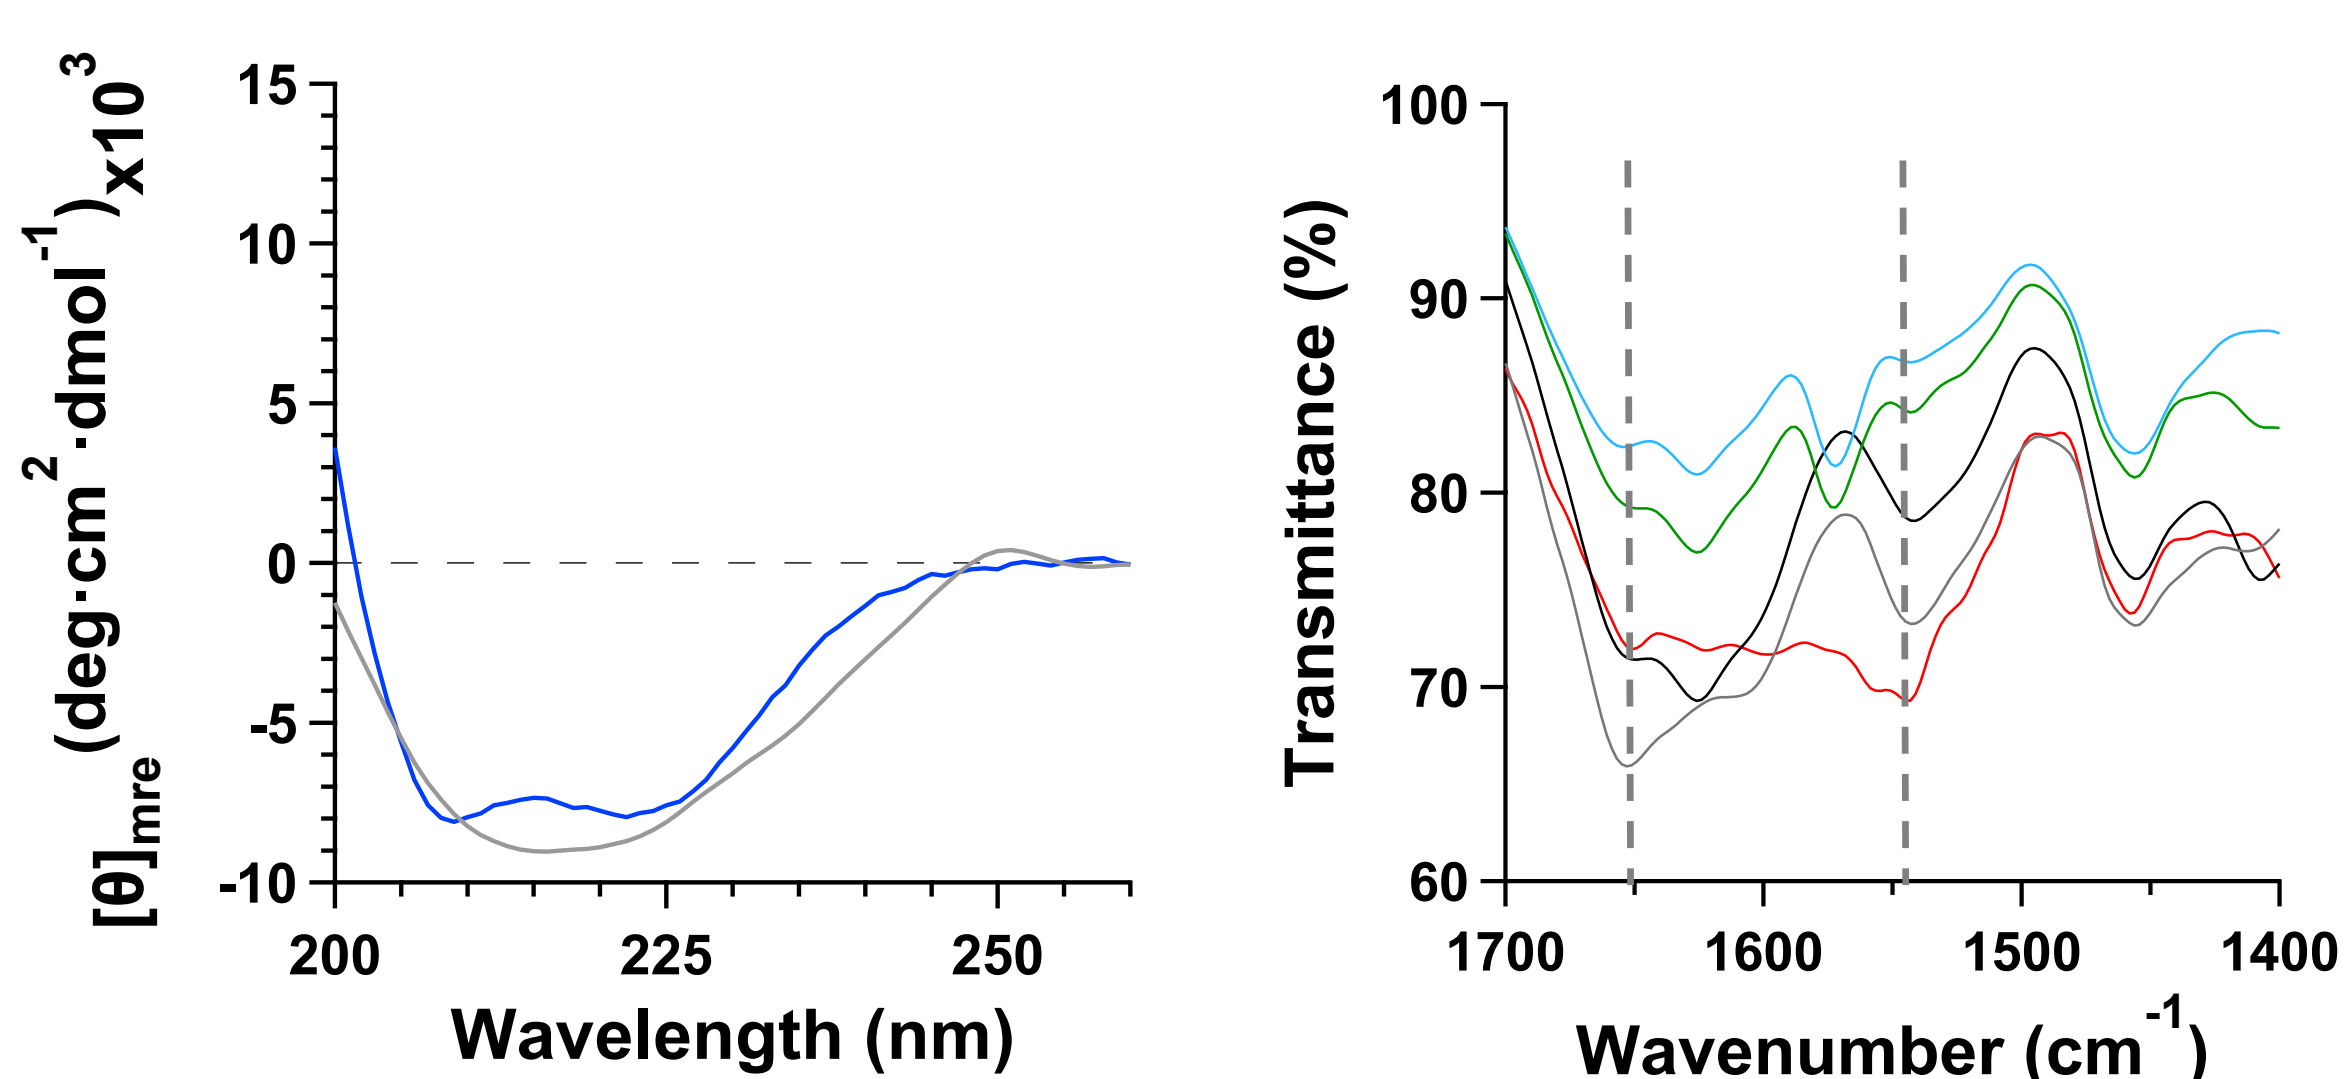 [θ]mre (deg·cm2·dmol-1)x103
15
10
5
0
-5
-10
200 225 250
Wavelength (nm)
Transmittance (%)
100
90
80
70
60
1700 1600 1500 1400
Wavenumber (cm-1)